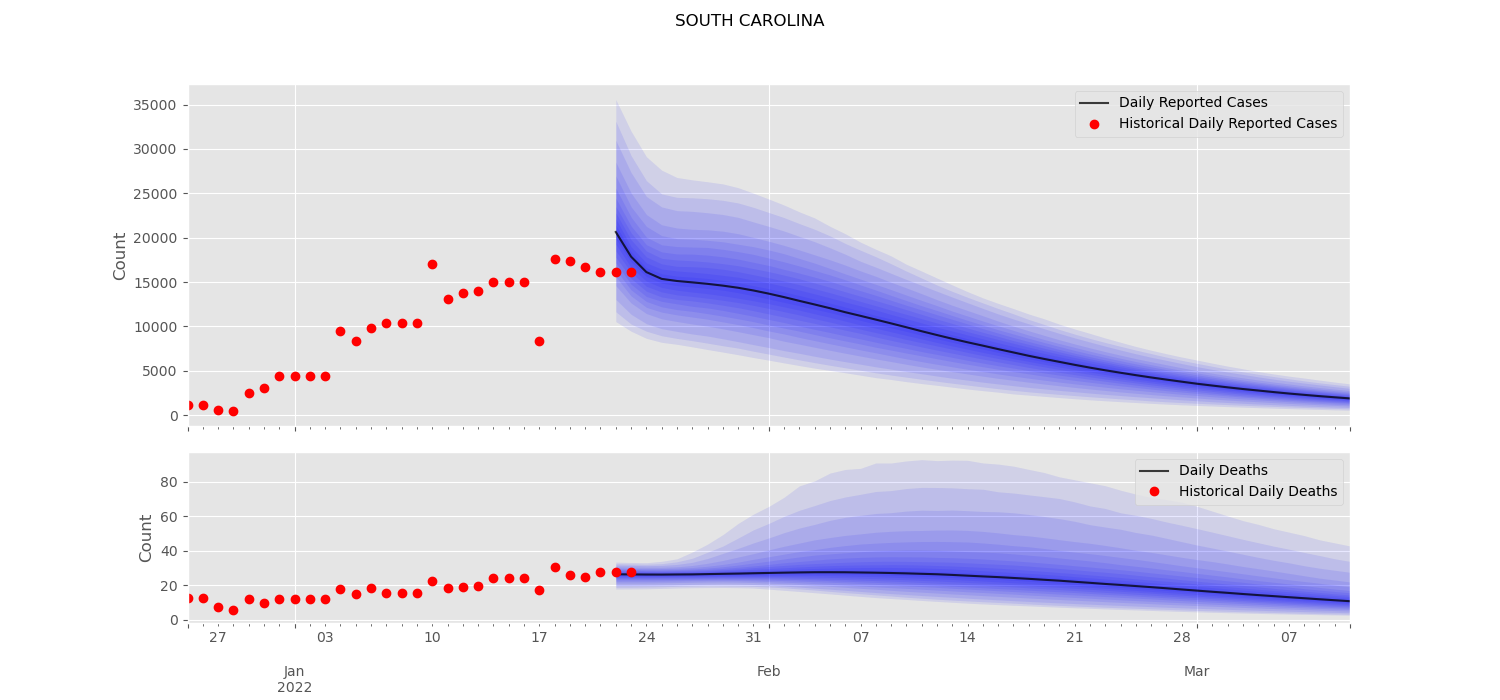 SOUTH CAROLINA
Count
35000
30000
25000
20000
15000
10000
5000
0
Daily Reported Cases
Historical Daily Reported Cases
Count
80
60
40
20
0
Daily Deaths
Historical Daily Deaths
27 03 10 17 24 31 07 14 21 28 07
Jan Feb Mar
2022